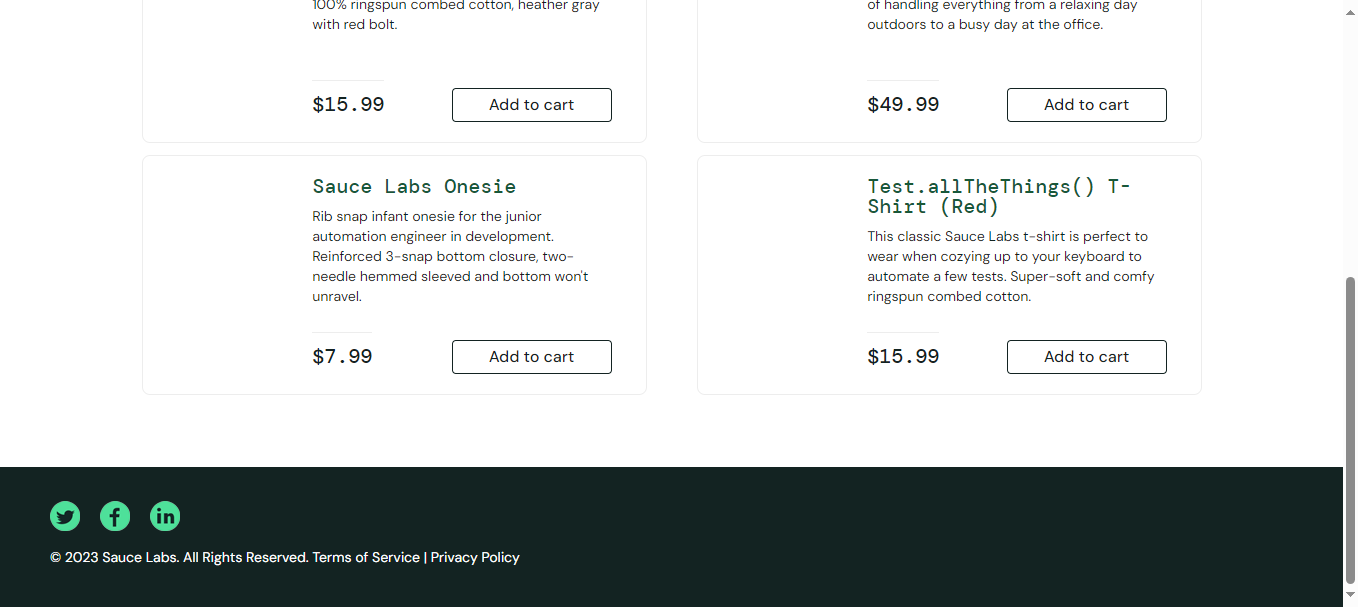 100% ringspun combed cotton, heather gray
with red bolt.
$15.99
Add to cart
of handling everything from a relaxing day
outdoors to a busy day at the office.
$49.99
Add to cart
Sauce Labs Onesie
Rib snap infant onesie for the junior
automation engineer in development.
Reinforced 3-snap bottom closure, two-
needle hemmed sleeved and bottom won't
unravel.
$7.99
Add to cart
Test.allTheThings() T-
Shirt (Red)
This classic Sauce Labs t-shirt is perfect to
wear when cozying up to your keyboard to
automate a few tests. Super-soft and comfy
ringspun combed cotton.
$15.99
Add to cart
© 2023 Sauce Labs. All Rights Reserved. Terms of Service | Privacy Policy